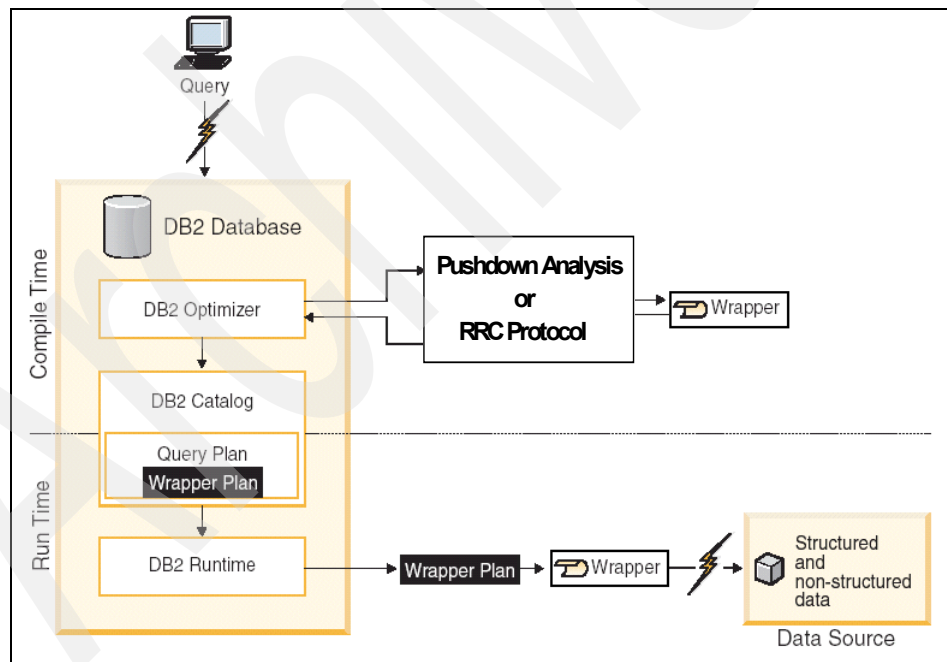 Query
DB2 Database
Compile Time
DB2 Optimizer
Pushdown Analysis
or
RRC Protocol
Wrapper
DB2 Catalog
Query Plan
Wrapper Plan
Run Time
DB2 Runtime
Wrapper Plan
Wrapper
Structured
and
non-structured
data
Data Source